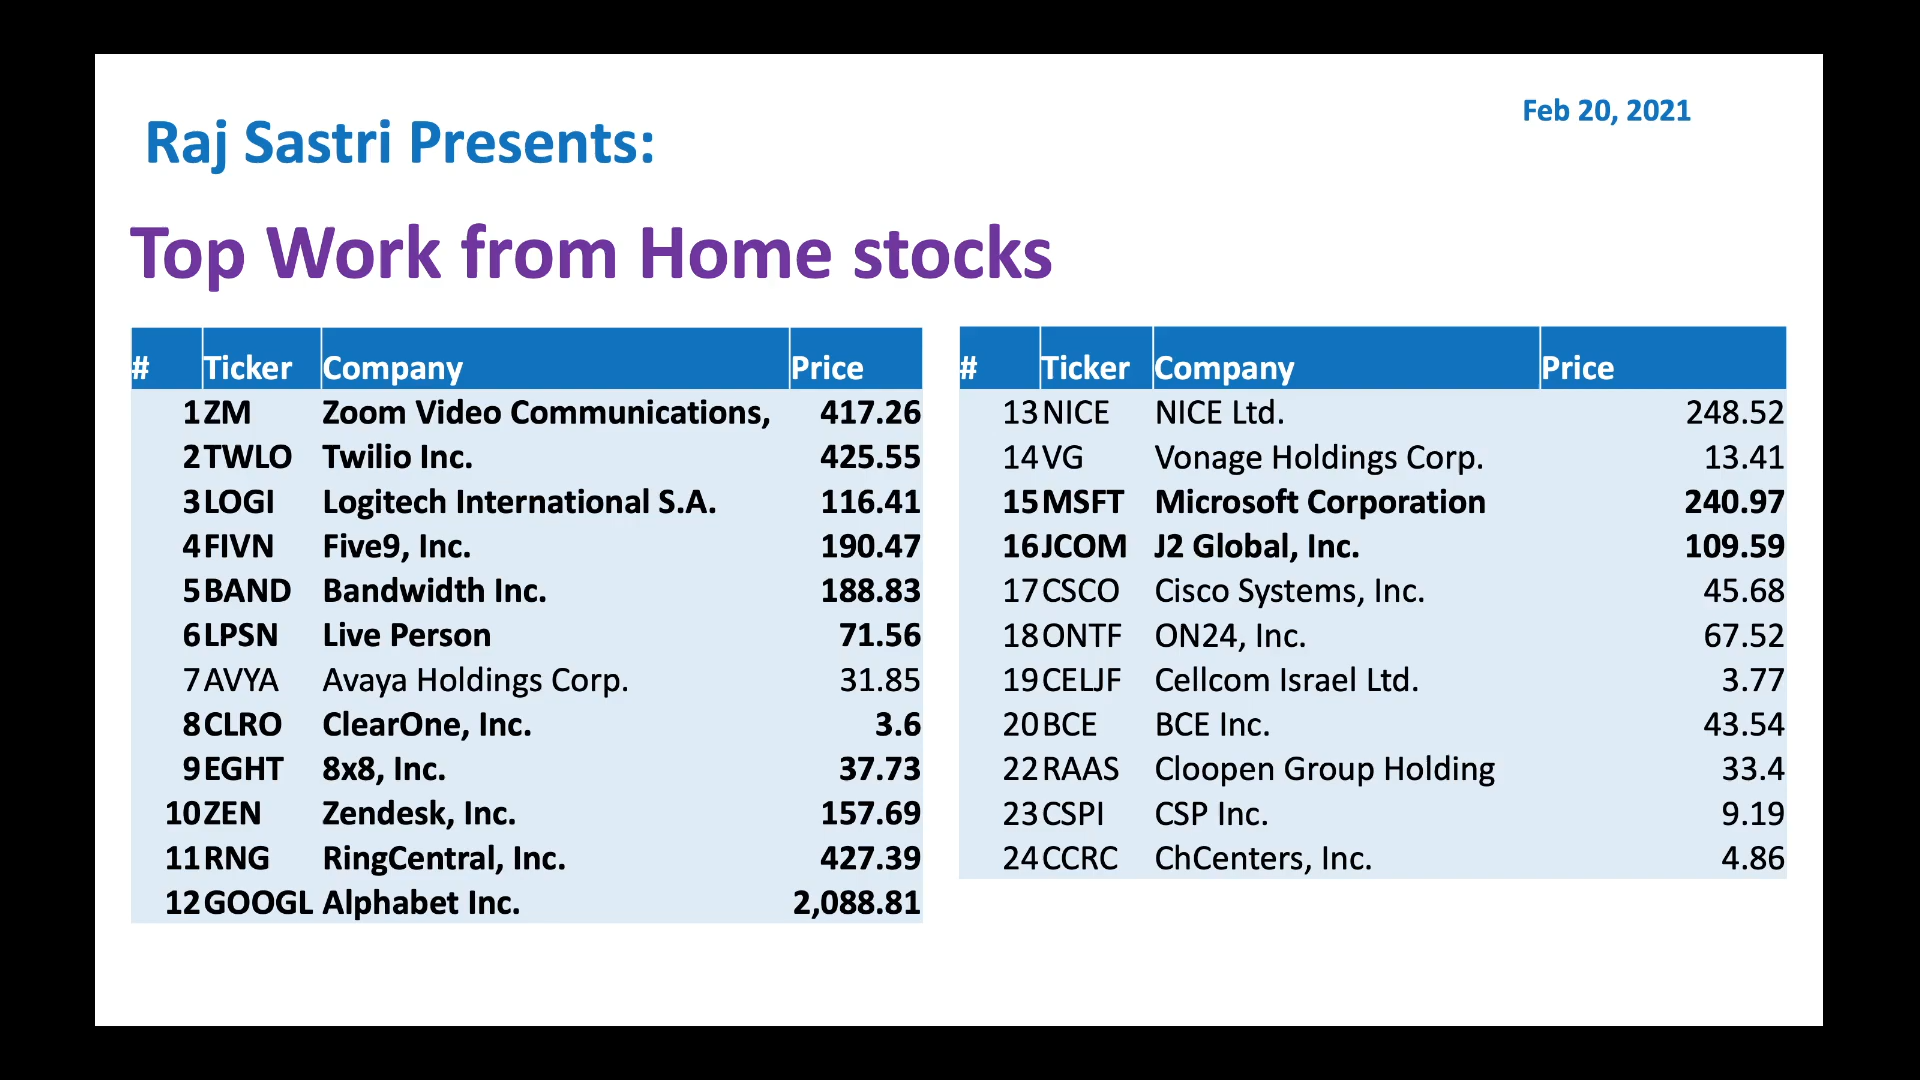 Feb 20, 2021
Raj Sastri Presents:
Top Work from Home stocks
# Ticker Company Price
1 ZM Zoom Video Communications, 417.26
2 TWLO Twilio Inc. 425.55
3 LOGI Logitech International S.A. 116.41
4 FIVN Five9, Inc. 190.47
5 BAND Bandwidth Inc. 188.83
6 LPSN Live Person 71.56
7 AVYA Avaya Holdings Corp. 31.85
8 CLRO ClearOne, Inc. 3.6
9 EGHT 8x8, Inc. 37.73
10 ZEN Zendesk, Inc. 157.69
11 RNG RingCentral, Inc. 427.39
12 GOOGL Alphabet Inc. 2,088.81
# Ticker Company Price
13 NICE NICE Ltd. 248.52
14 VG Vonage Holdings Corp. 13.41
15 MSFT Microsoft Corporation 240.97
16 JCOM J2 Global, Inc. 109.59
17 CSCO Cisco Systems, Inc. 45.68
18 ONTF ON24, Inc. 67.52
19 CELJF Cellcom Israel Ltd. 3.77
20 BCE BCE Inc. 43.54
22 RAAS Cloopen Group Holding 33.4
23 CSPI CSP Inc. 9.19
24 CCRC ChCenters, Inc. 4.86